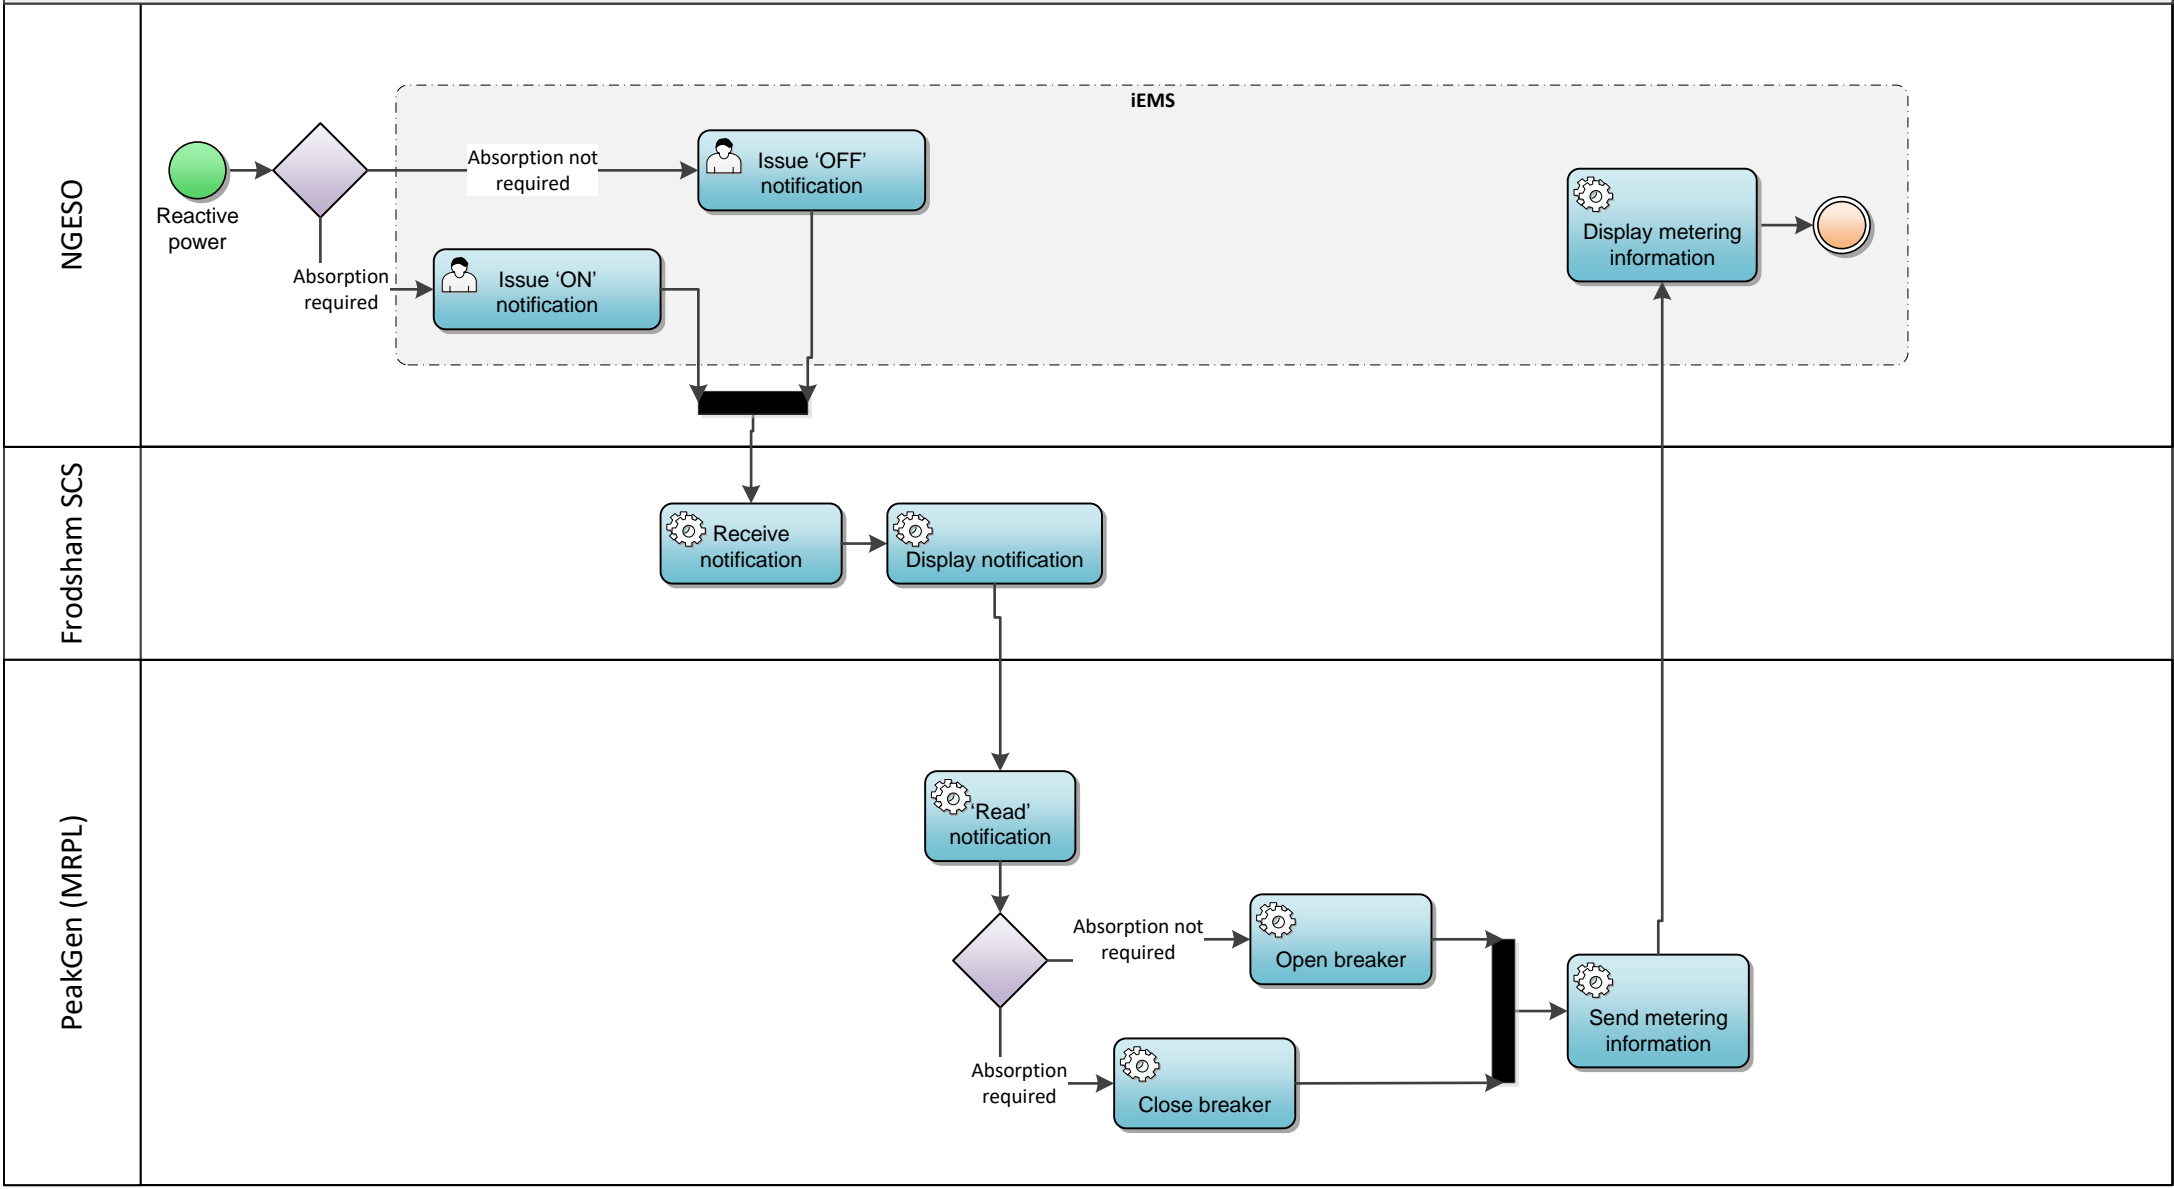 NGESO
iEMS
Reactive
power
Absorption not
required
Issue ‘OFF’
notification
Absorption
required
Issue ‘ON’
notification
Display metering
information
Frodsham SCS
Receive
notification
Display notification
PeakGen (MRPL)
‘Read’
notification
Absorption not
required
Open breaker
Absorption
required
Close breaker
Send metering
information